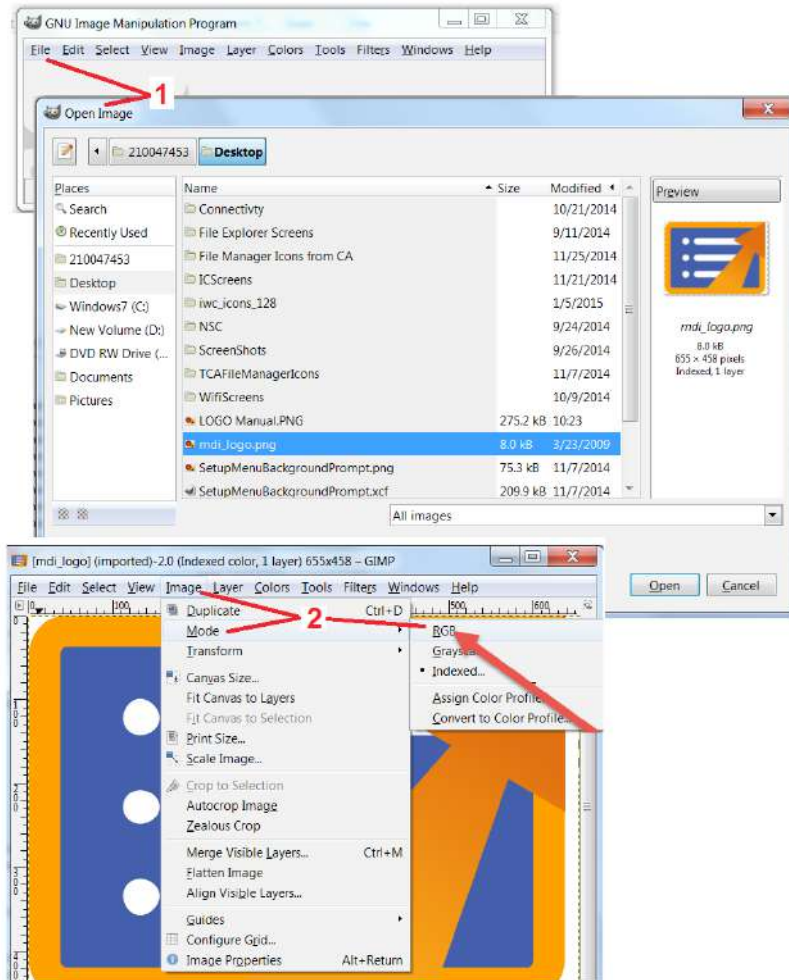 GNU Image Manipulation Program
File Edit Select View Image Layer Colors Tools Filters Windows Help
1
Open Image
210047453 Desktop
Places Name Size Modified Preview
Search Connectivty 10/21/2014
Recently Used File Explorer Screens 9/11/2014
210047453 File Manager Icons from CA 11/25/2014
Desktop ICScreens 11/21/2014
Windows7 (C:) iwc_icons_128 1/5/2015
New Volume (D:) NSC 9/24/2014 mdi_logo.png
DVD RW Drive (... ScreenShots 9/26/2014 8.0 kB
655 × 458 pixels
Documents TCAFileManagerIcons 11/7/2014 Indexed, 1 layer
Pictures WifiScreens 10/9/2014
LOGO Manual.PNG 275.2 kB 10:23
mdi_logo.png 8.0 kB 3/23/2009
SetupMenuBackgroundPrompt.png 75.3 kB 11/7/2014
SetupMenuBackgroundPrompt.xcf 209.9 kB 11/7/2014
All images
Open Cancel
[mdi_logo] (imported)-2.0 (Indexed color, 1 layer) 655x458 – GIMP
File Edit Select View Image Layer Colors Tools Filters Windows Help
0 100 500 600
Duplicate Ctrl+D
2
Mode RGB
Transform
Indexed...
Canvas Size...
Assign Color Profile
Fit Canvas to Layers
Convert to Color Profile...
Fit Canvas to Selection
Print Size...
Scale Image...
Crop to Selection
Autocrop Image
Zealous Crop
Merge Visible Layers... Ctrl+M
Flatten Image
Align Visible Layers...
Guides
Configure Grid...
Image Properties Alt+Return
0
100
200
300
400